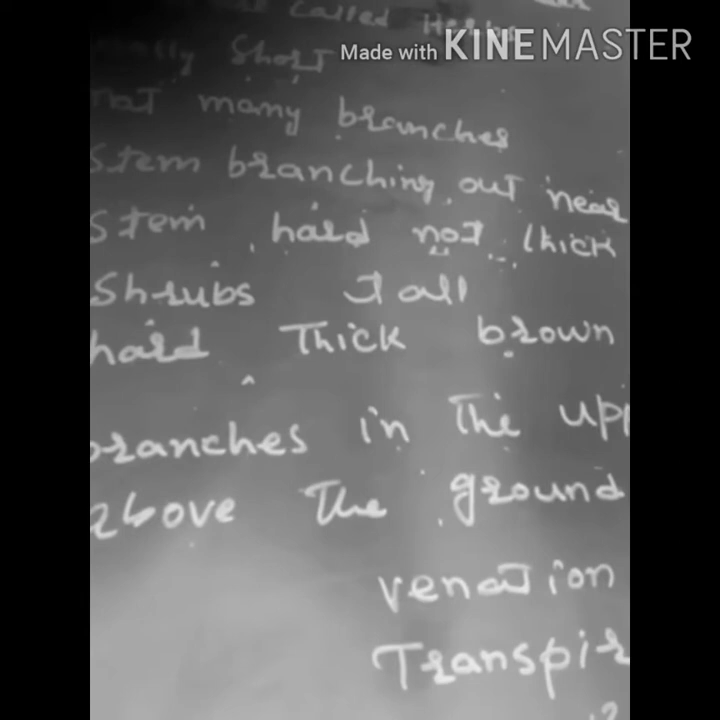 called
Made with KINEMASTER
Short
not many branches
Stem branching out near
Stem hard not thick
Shrubs Tall
hard Thick brown
branches in The upp
above The ground
venation
Transpir